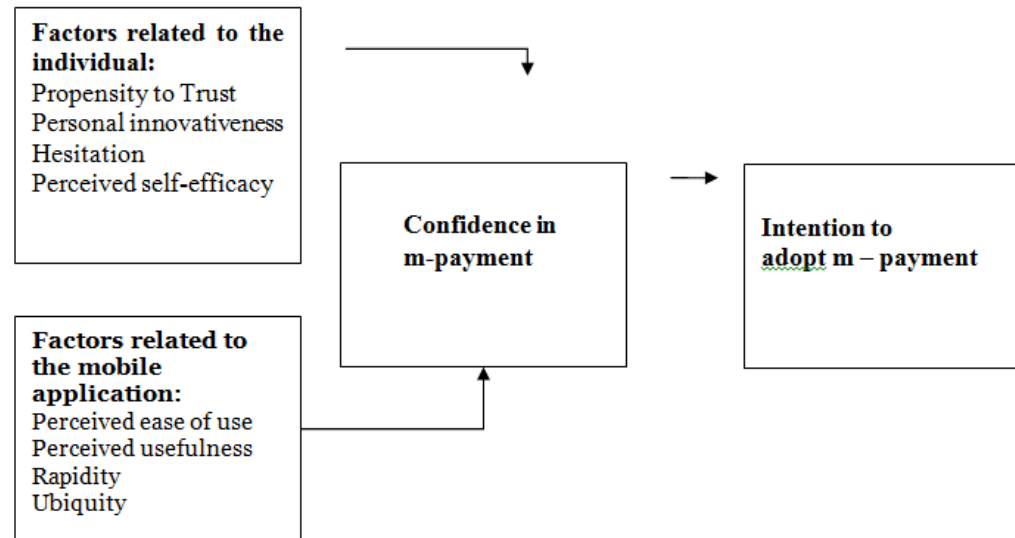 Factors related to the
individual:
Propensity to Trust
Personal innovativeness
Hesitation
Perceived self-efficacy
Confidence in
m-payment
Intention to
adopt m – payment
Factors related to
the mobile
application:
Perceived ease of use
Perceived usefulness
Rapidity
Ubiquity